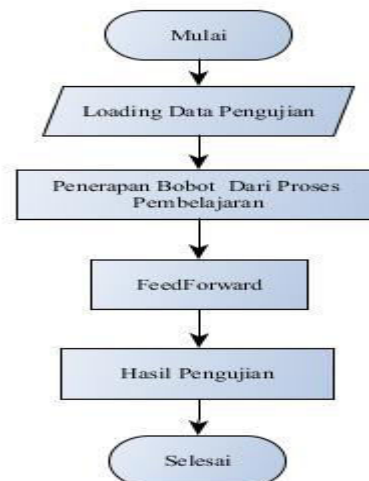 Mulai
Loading Data Pengujian
Penerapan Bobot Dari Proses
Pembelajaran
FeedForward
Hasil Pengujian
Selesai